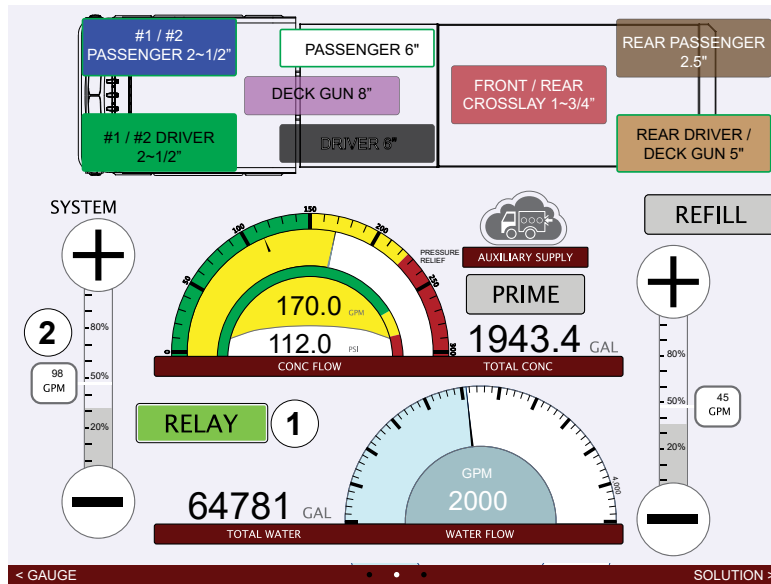 #1 / #2
PASSENGER 2~1/2”
PASSENGER 6"
REAR PASSENGER
2.5"
DECK GUN 8”
FRONT / REAR
CROSSLAY 1~3/4”
#1 / #2 DRIVER
2~1/2”
DRIVER 6"
REAR DRIVER /
DECK GUN 5"
SYSTEM
REFILL
0
50
100
150
200
250
300
PRESSURE
RELIEF
AUXILIARY SUPPLY
PRIME
170.0 GPM
112.0 PSI
1943.4 GAL
CONC FLOW
TOTAL CONC
2
80%
50%
20%
98
GPM
80%
50%
20%
45
GPM
RELAY
1
4,000
GPM
2000
64781 GAL
TOTAL WATER
WATER FLOW
< GAUGE
SOLUTION >